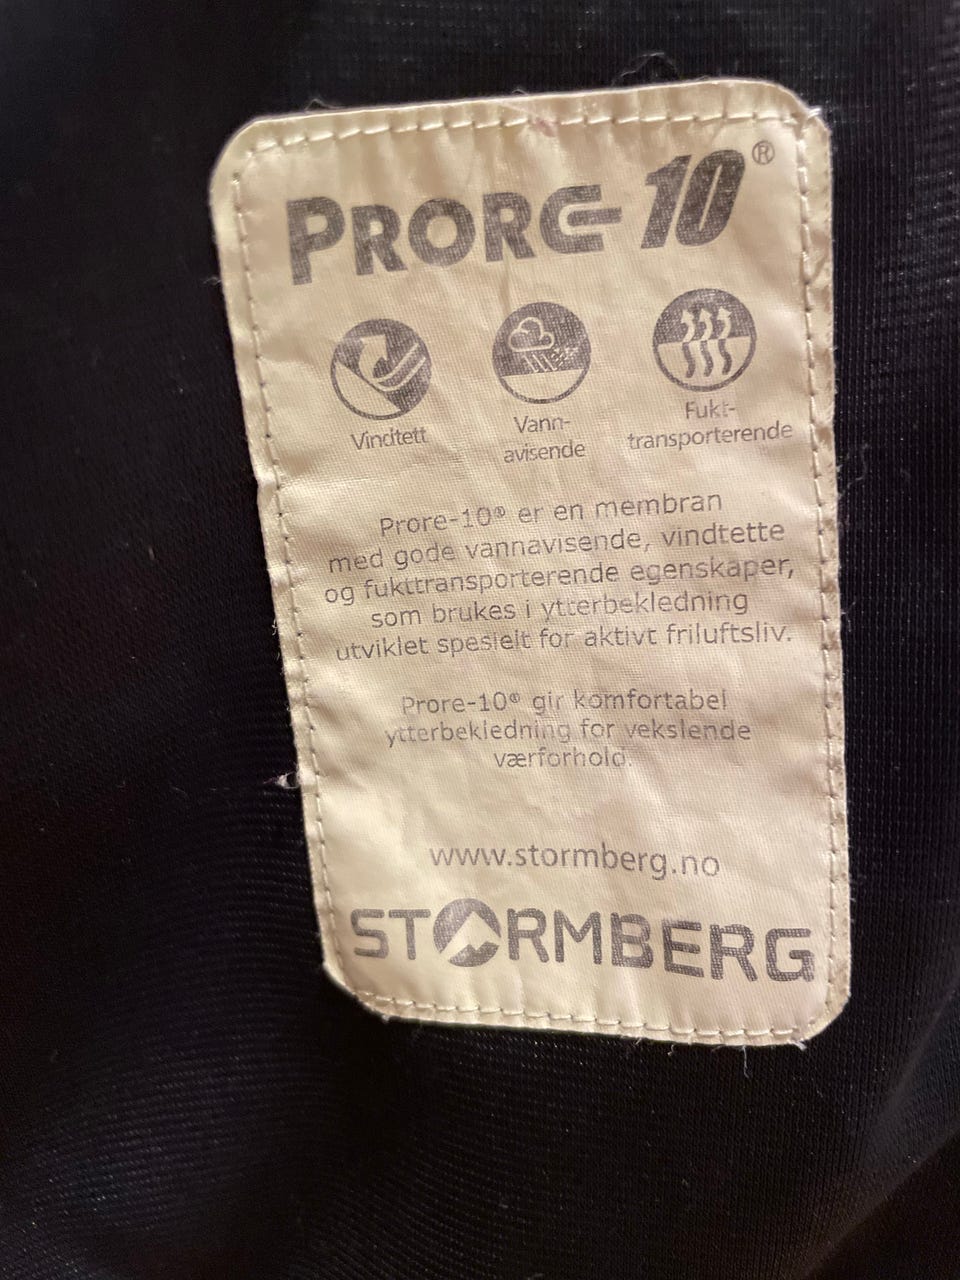 PRORE-10®
Vindtett
Vann-
avisende
Fukt-
transporterende
Prore-10® er en membran
med gode vannavisende, vindtette
og fukttransporterende egenskaper,
som brukes i ytterbekledning
utviklet spesielt for aktivt friluftsliv.
Prore-10® gir komfortabel
ytterbekledning for vekslende
værforhold.
www.stormberg.no
STORMBERG